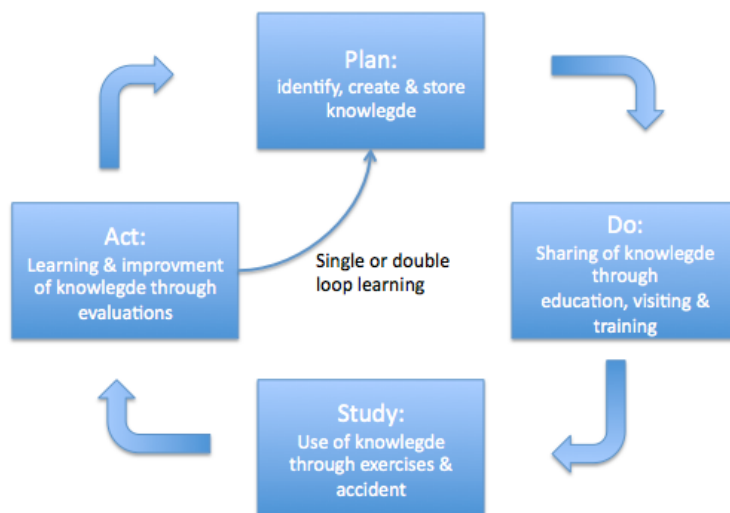 Plan:
identify, create & store
knowlegde
Act:
Learning & improvment
of knowlegde through
evaluations
Single or double
loop learning
Do:
Sharing of knowlegde
through
education, visiting &
training
Study:
Use of knowlegde
through exercises &
accident